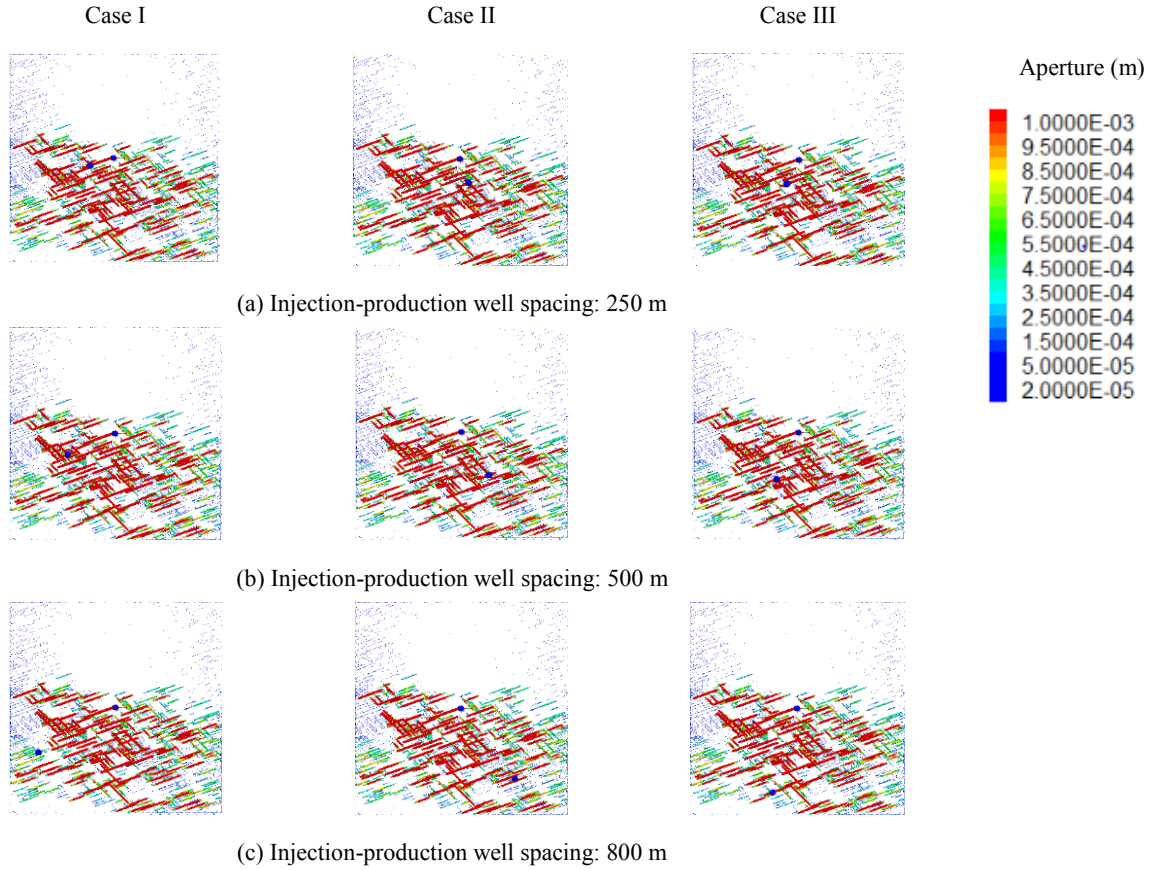 Case I
Case II
Case III
Aperture (m)
1.0000E-03
9.5000E-04
8.5000E-04
7.5000E-04
6.5000E-04
5.5000E-04
4.5000E-04
3.5000E-04
2.5000E-04
1.5000E-04
5.0000E-05
2.0000E-05
(a) Injection-production well spacing: 250 m
(b) Injection-production well spacing: 500 m
(c) Injection-production well spacing: 800 m